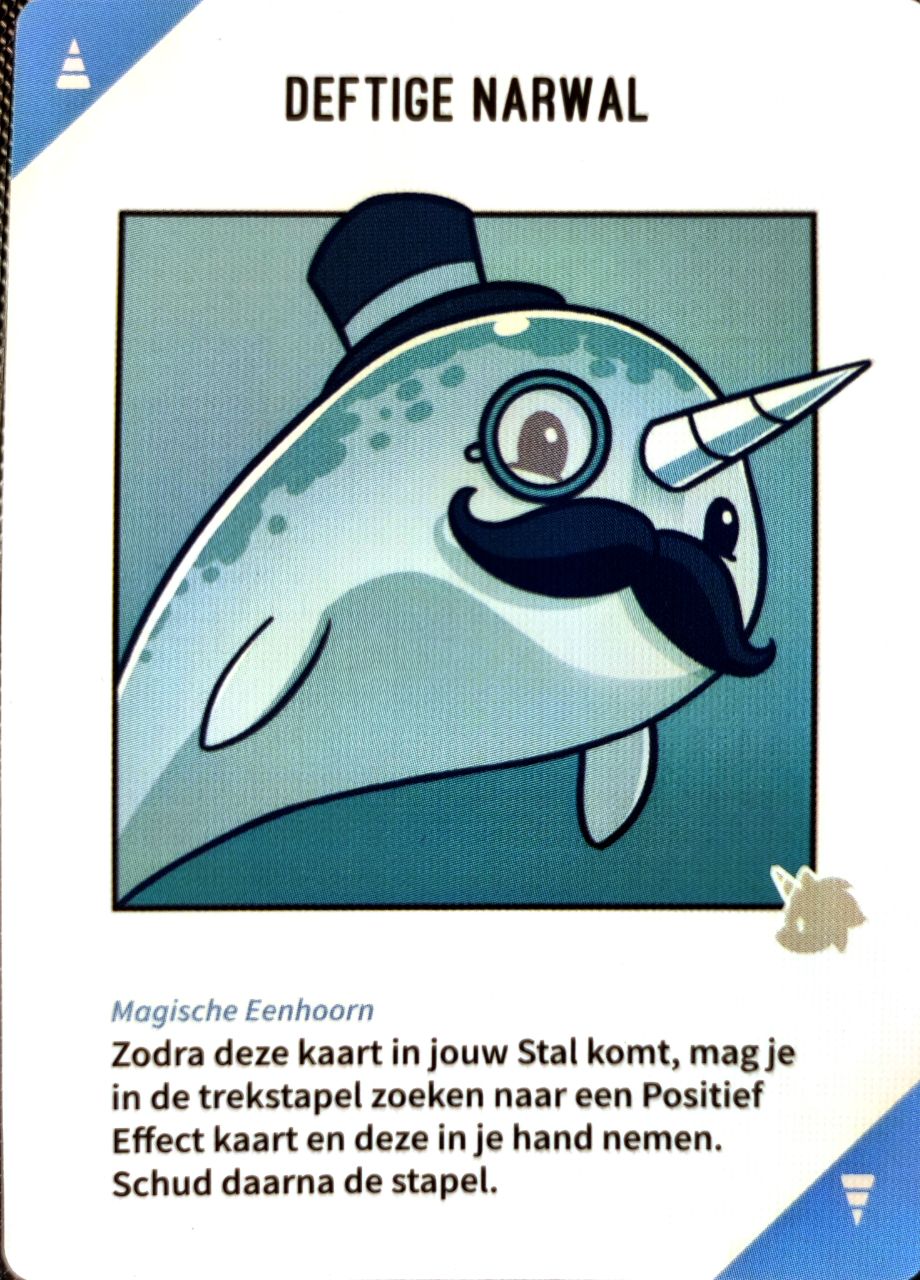 DEFTIGE NARWAL
Magische Eenhoorn
Zodra deze kaart in jouw Stal komt, mag je
in de trekstapel zoeken naar een Positief
Effect kaart en deze in je hand nemen.
Schud daarna de stapel.